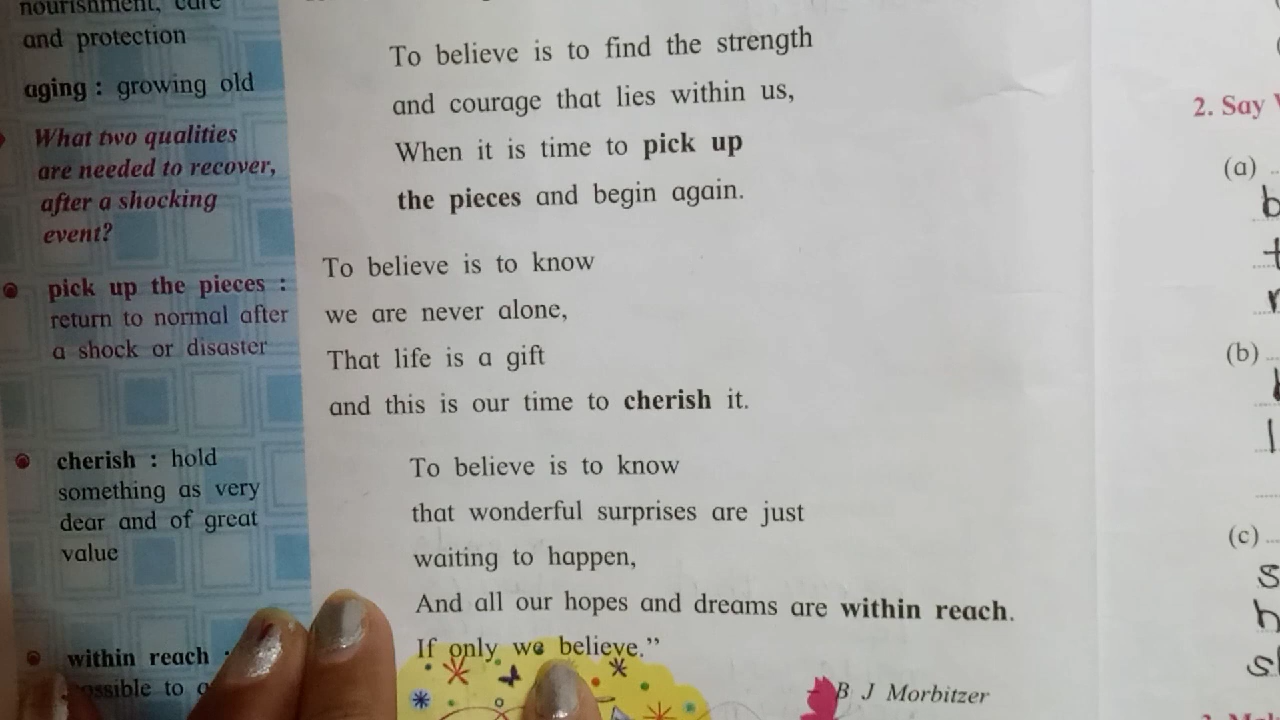 nourishment, care
and protection
aging : growing old
What two qualities
are needed to recover,
after a shocking
event?
pick up the pieces :
return to normal after
a shock or disaster
cherish : hold
something as very
dear and of great
value
within reach :
possible to
To believe is to find the strength
and courage that lies within us,
When it is time to pick up
the pieces and begin again.
To believe is to know
we are never alone,
That life is a gift
and this is our time to cherish it.
To believe is to know
that wonderful surprises are just
waiting to happen,
And all our hopes and dreams are within reach.
If only we believe.”
B J Morbitzer
2. Say
(a)
(b)
(c)